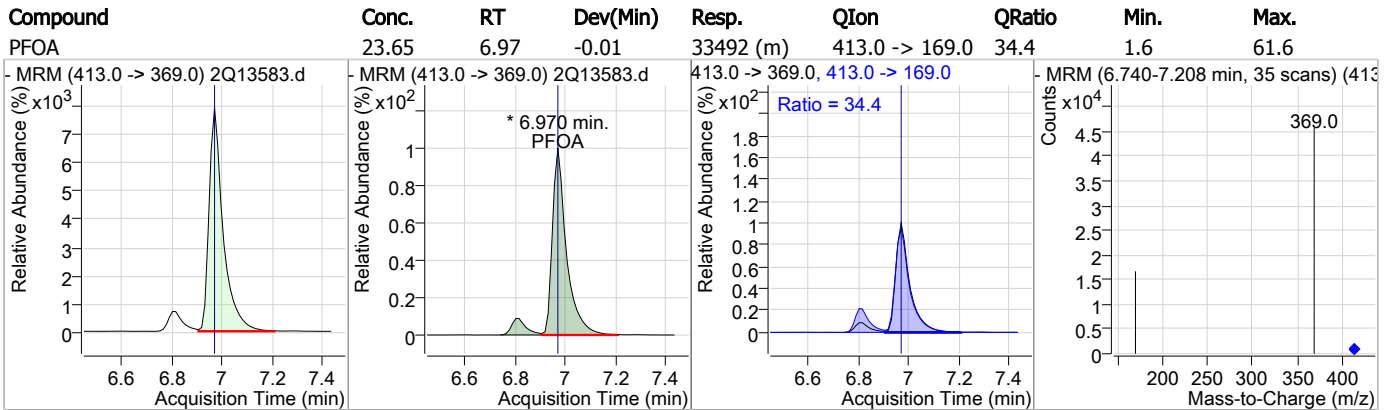 Compound Conc. RT Dev(Min) Resp. QIon QRatio Min. Max.
PFOA 23.65 6.97 -0.01 33492 (m) 413.0 -> 169.0 34.4 1.6 61.6
- MRM (413.0 -> 369.0) 2Q13583.d
x10³
Relative Abundance (%)
7
6
5
4
3
2
1
0
6.6 6.8 7 7.2 7.4
Acquisition Time (min)
- MRM (413.0 -> 369.0) 2Q13583.d
x10²
Relative Abundance (%)
* 6.970 min.
PFOA
1
0.8
0.6
0.4
0.2
0
6.6 6.8 7 7.2 7.4
Acquisition Time (min)
413.0 -> 369.0, 413.0 -> 169.0
x10²
Relative Abundance (%)
Ratio = 34.4
1.8
1.6
1.4
1.2
1
0.8
0.6
0.4
0.2
0
6.6 6.8 7 7.2 7.4
Acquisition Time (min)
- MRM (6.740-7.208 min, 35 scans) (413
x10⁴
Counts
369.0
4.5
4
3.5
3
2.5
2
1.5
1
0.5
0
200 250 300 350 400
Mass-to-Charge (m/z)